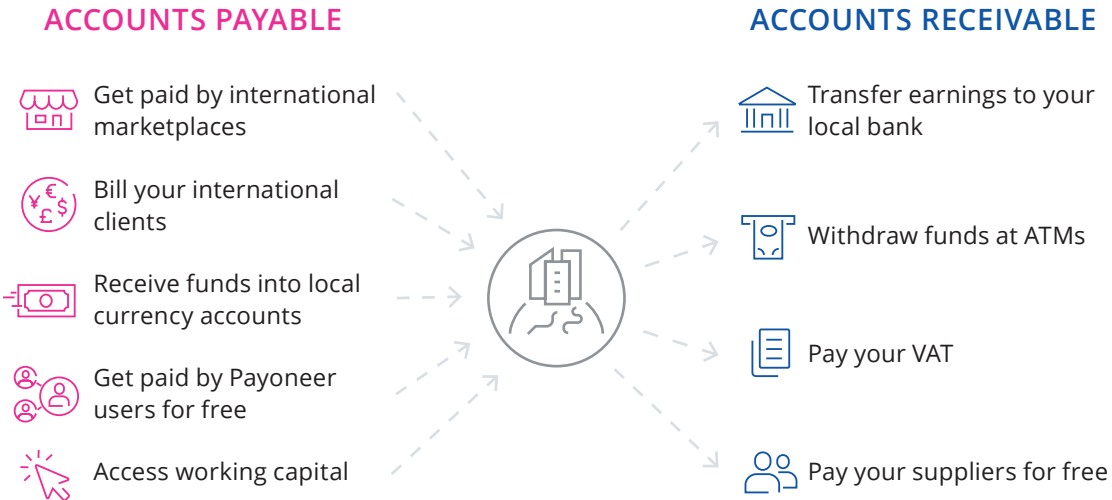 ACCOUNTS PAYABLE
Get paid by international
marketplaces
Bill your international
clients
Receive funds into local
currency accounts
Get paid by Payoneer
users for free
Access working capital
ACCOUNTS RECEIVABLE
Transfer earnings to your
local bank
Withdraw funds at ATMs
Pay your VAT
Pay your suppliers for free